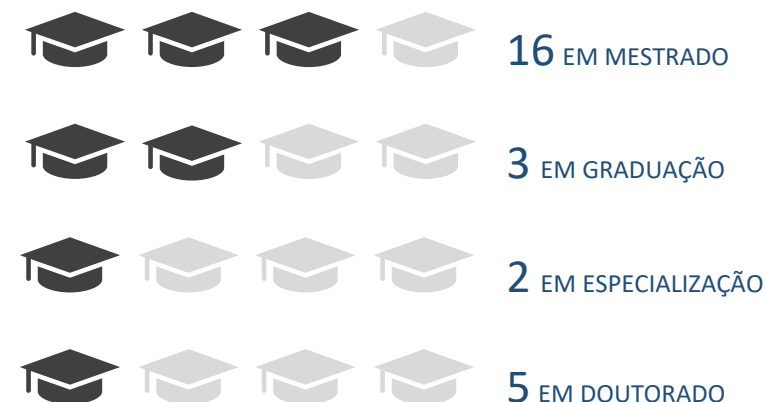 16 EM MESTRADO
3 EM GRADUAÇÃO
2 EM ESPECIALIZAÇÃO
5 EM DOUTORADO